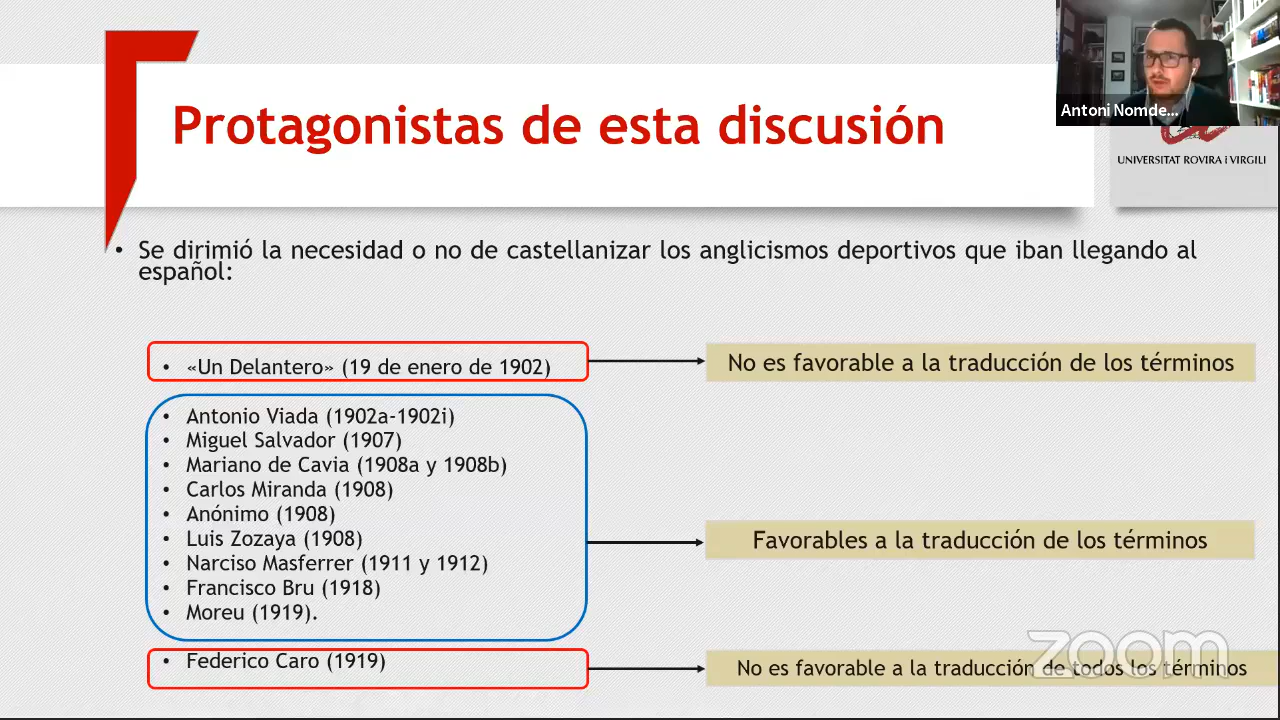 Protagonistas de esta discusión
Antoni Nomde...
UNIVERSITAT ROVIRA i VIRGILI
• Se dirimió la necesidad o no de castellanizar los anglicismos deportivos que iban llegando al
español:
• «Un Delantero» (19 de enero de 1902)
No es favorable a la traducción de los términos
• Antonio Viada (1902a-1902i)
• Miguel Salvador (1907)
• Mariano de Cavia (1908a y 1908b)
• Carlos Miranda (1908)
• Anónimo (1908)
• Luis Zozaya (1908)
• Narciso Masferrer (1911 y 1912)
• Francisco Bru (1918)
• Moreu (1919).
Favorables a la traducción de los términos
• Federico Caro (1919)
No es favorable a la traducción de todos los términos
zoom